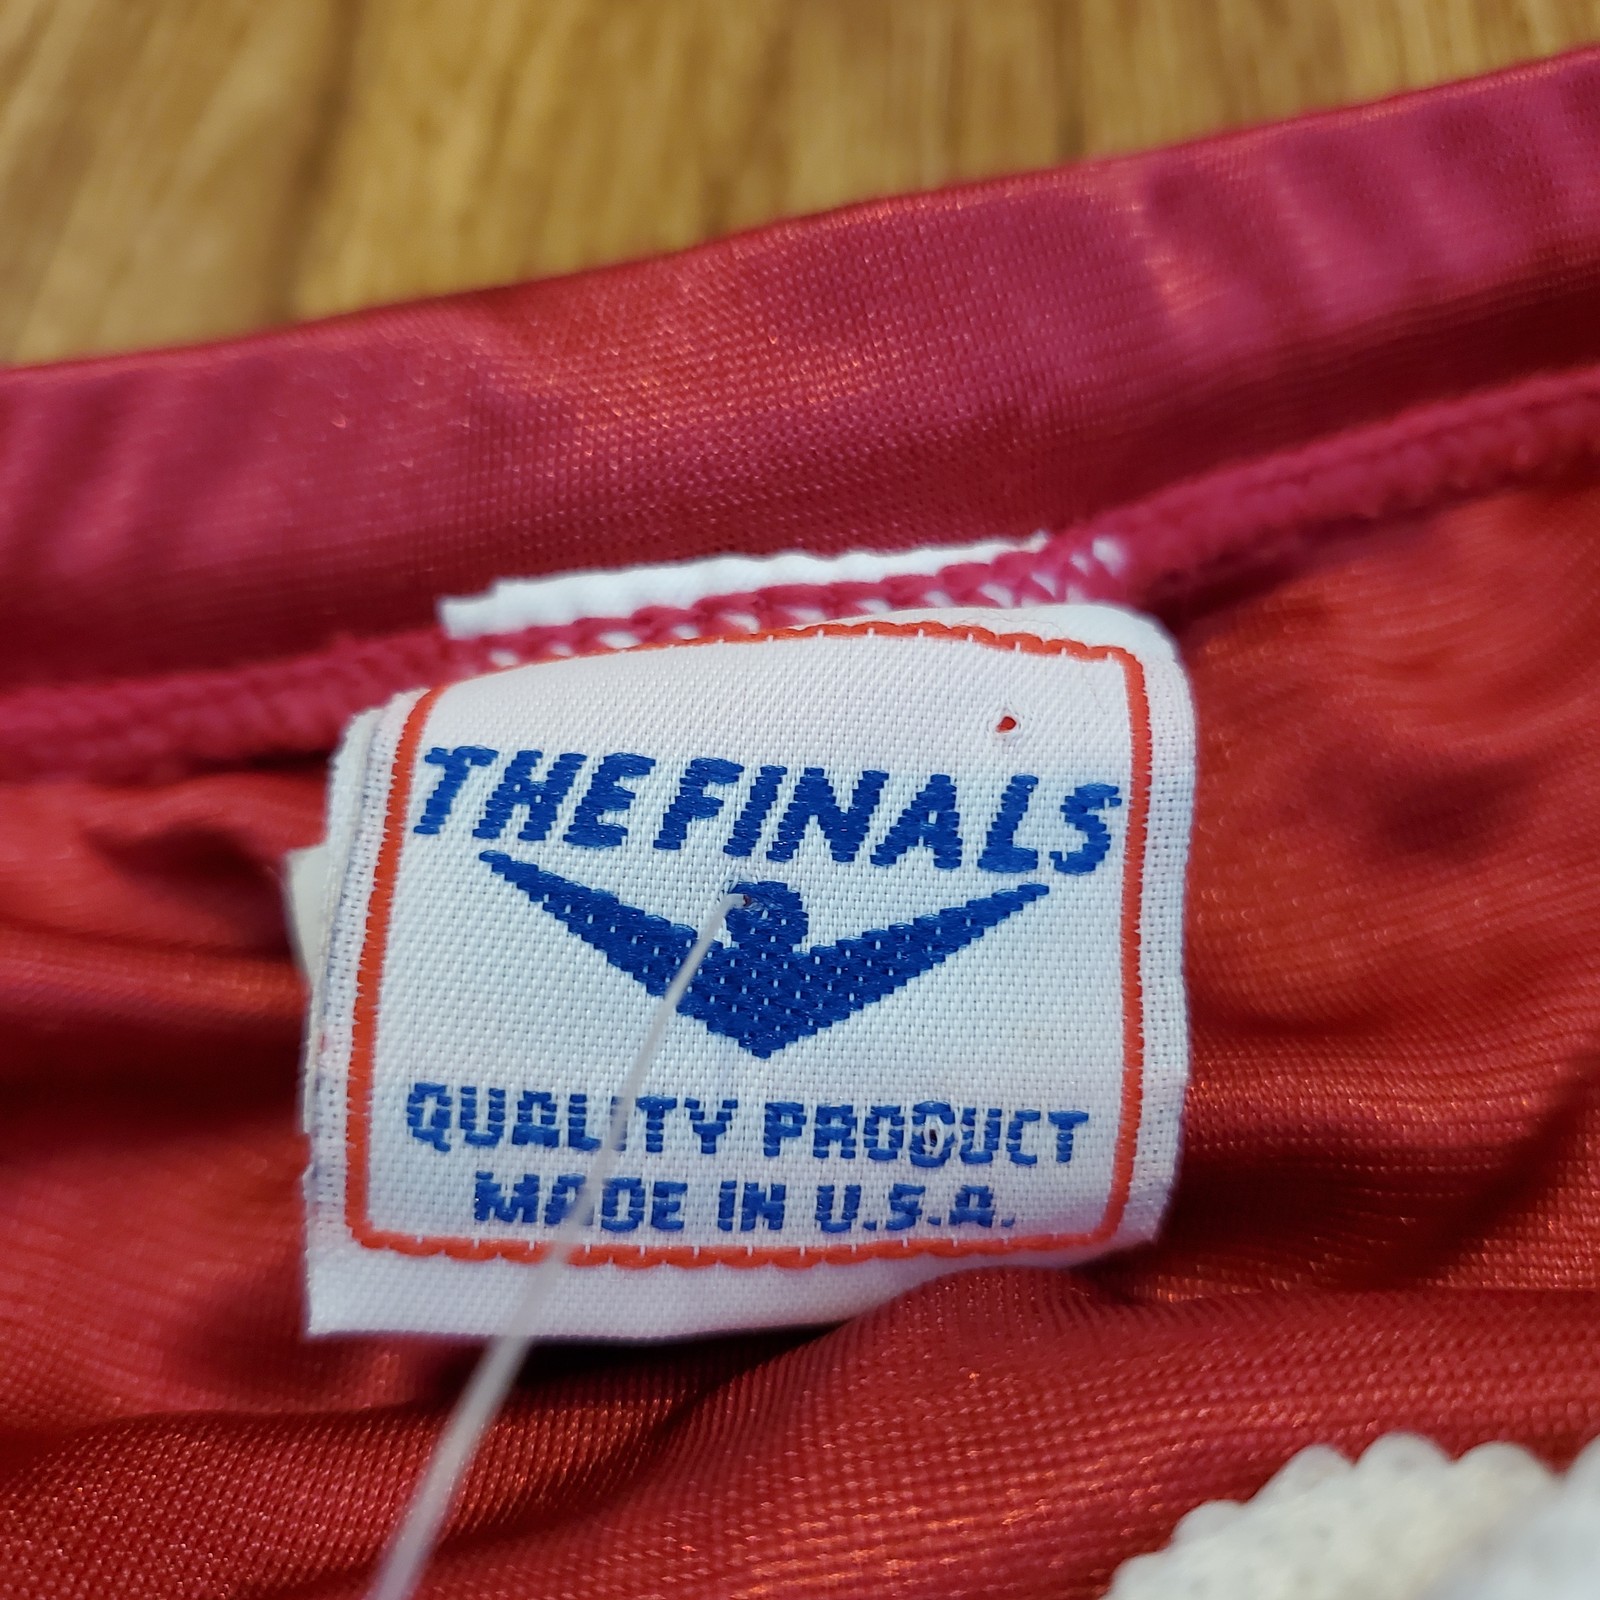 THE FINALS
QUALITY PRODUCT
MADE IN U.S.A.